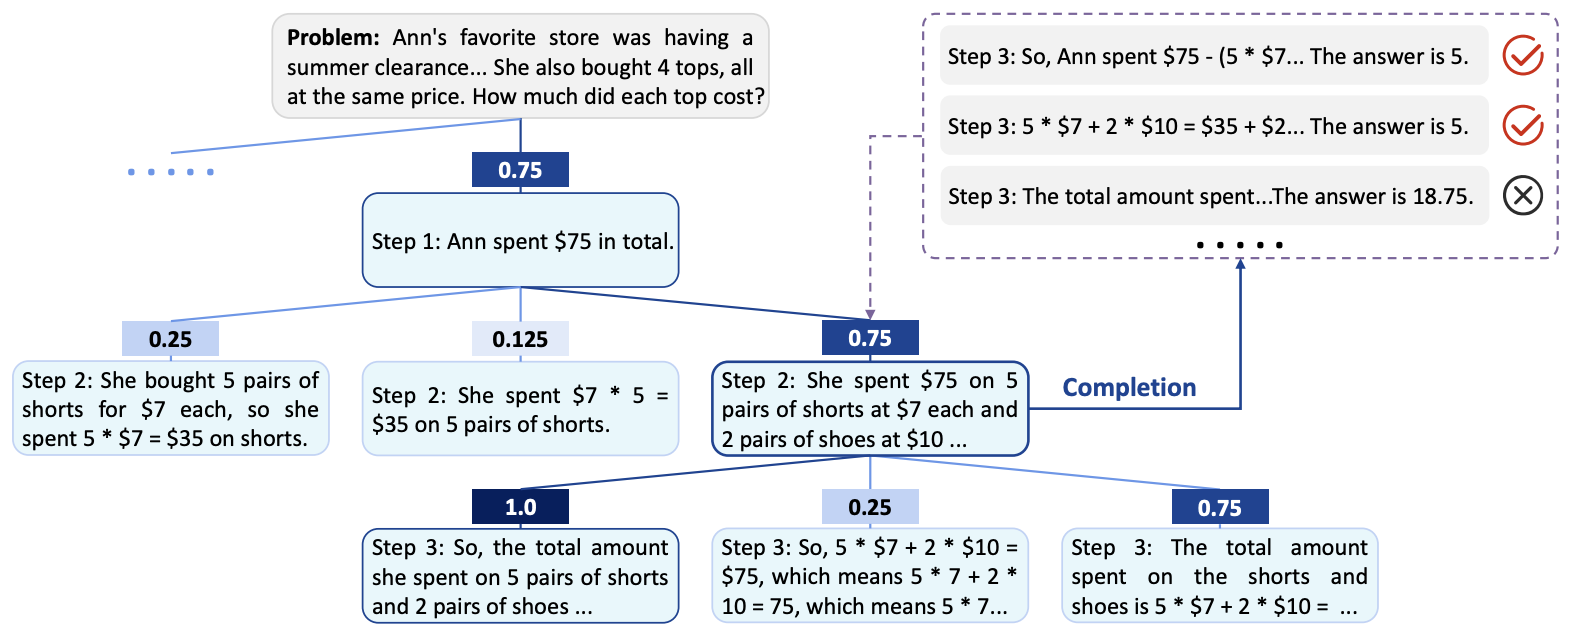 Problem: Ann's favorite store was having a
summer clearance... She also bought 4 tops, all
at the same price. How much did each top cost?
Step 3: So, Ann spent $75 - (5 * $7... The answer is 5.
Step 3: 5 * $7 + 2 * $10 = $35 + $2... The answer is 5.
Step 3: The total amount spent...The answer is 18.75.
.....
.....
0.75
Step 1: Ann spent $75 in total.
0.25
0.125
0.75
Step 2: She bought 5 pairs of
shorts for $7 each, so she
spent 5 * $7 = $35 on shorts.
Step 2: She spent $7 * 5 =
$35 on 5 pairs of shorts.
Step 2: She spent $75 on 5
pairs of shorts at $7 each and
2 pairs of shoes at $10 ...
Completion
1.0
0.25
0.75
Step 3: So, the total amount
she spent on 5 pairs of shorts
and 2 pairs of shoes ...
Step 3: So, 5 * $7 + 2 * $10 =
$75, which means 5 * 7 + 2 *
10 = 75, which means 5 * 7...
Step 3: The total amount
spent on the shorts and
shoes is 5 * $7 + 2 * $10 = ...